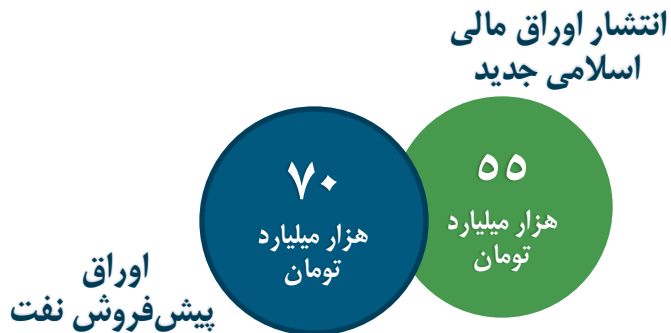 انتشار اوراق مالی
اسلامی جدید
۵۵
هزار میلیارد
تومان
۷۰
هزار میلیارد
تومان
اوراق
پیش‌فروش نفت